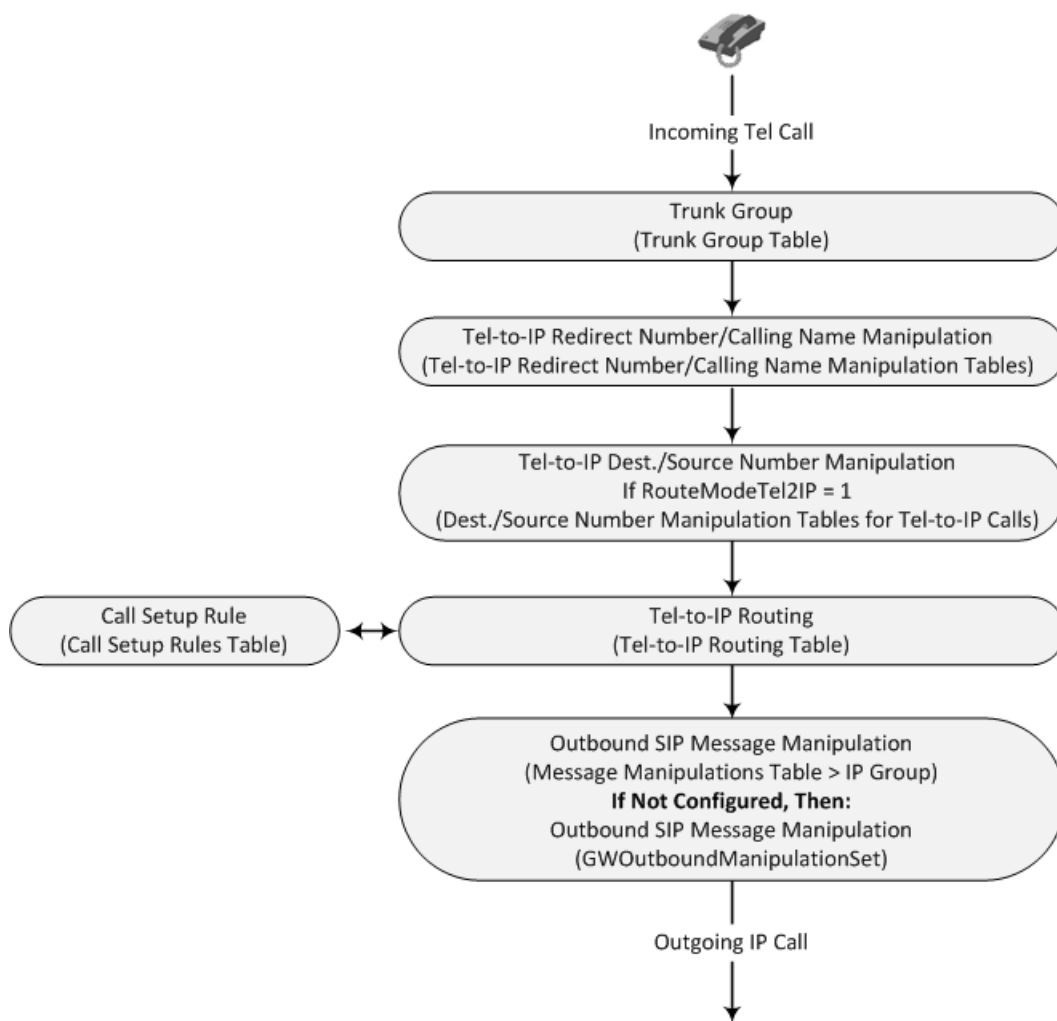 Incoming Tel Call
Trunk Group
(Trunk Group Table)
Tel-to-IP Redirect Number/Calling Name Manipulation
(Tel-to-IP Redirect Number/Calling Name Manipulation Tables)
Tel-to-IP Dest./Source Number Manipulation
If RouteModeTel2IP = 1
(Dest./Source Number Manipulation Tables for Tel-to-IP Calls)
Call Setup Rule
(Call Setup Rules Table)
Tel-to-IP Routing
(Tel-to-IP Routing Table)
Outbound SIP Message Manipulation
(Message Manipulations Table > IP Group)
If Not Configured, Then:
Outbound SIP Message Manipulation
(GWOutboundManipulationSet)
Outgoing IP Call